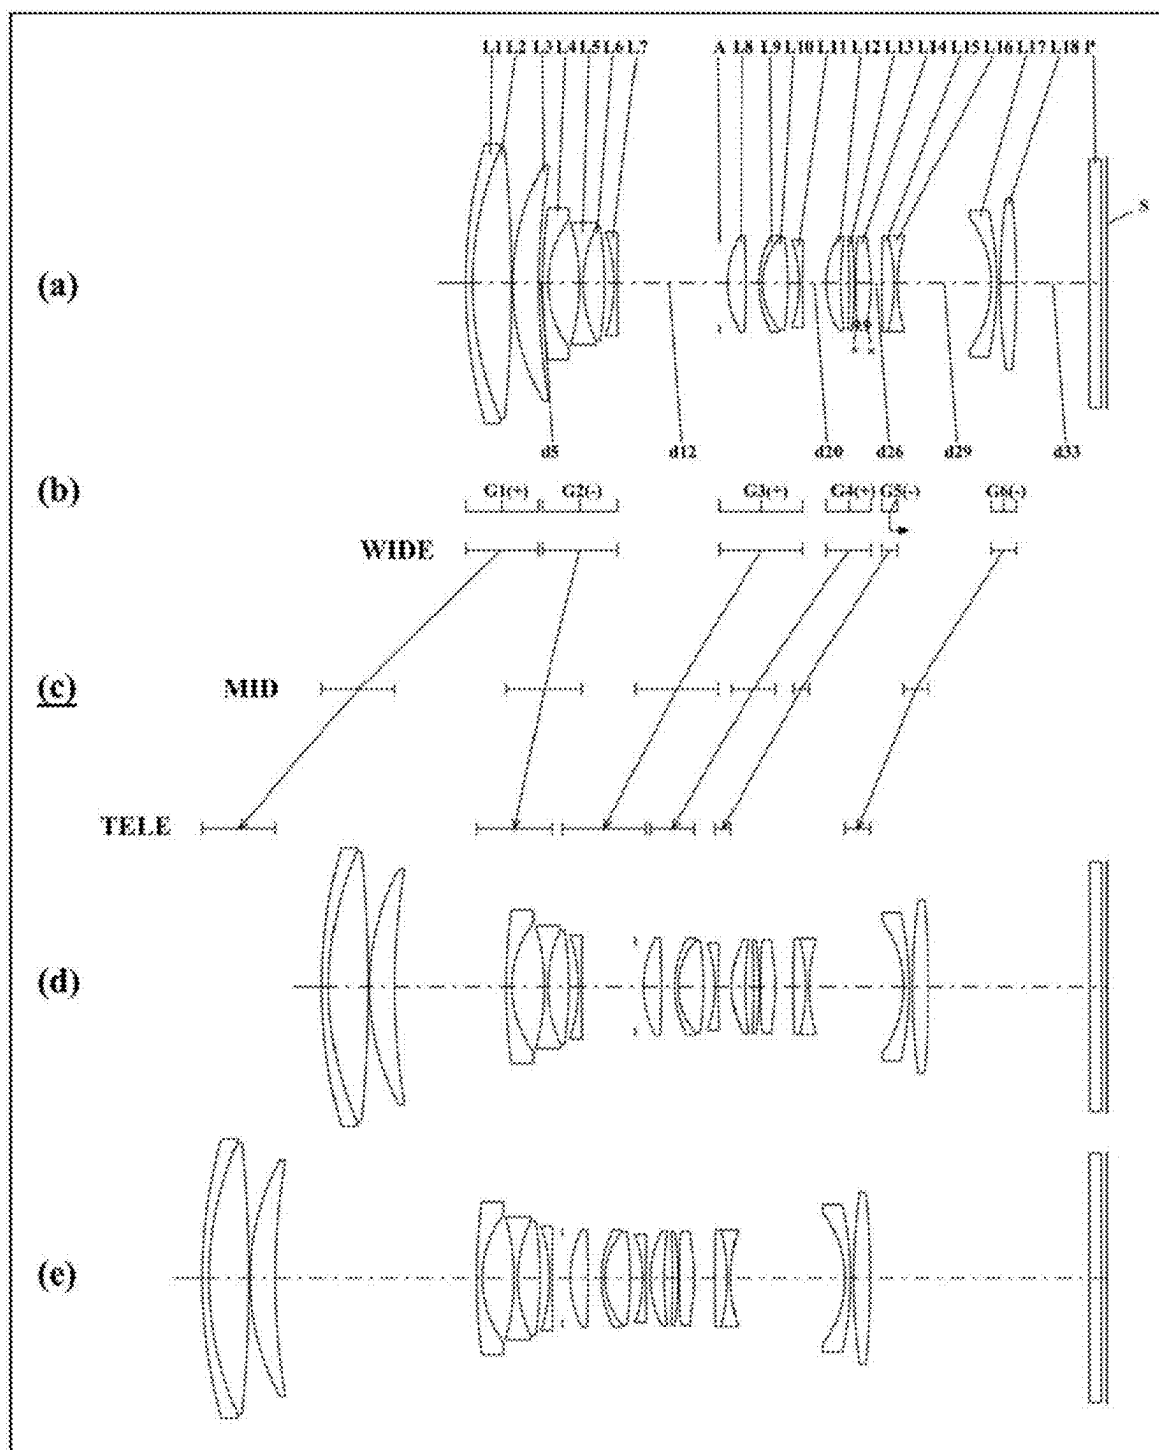 L1 L2 L3 L4 L5 L6 L7 A L8 L9 L10 L11 L12 L13 L14 L15 L16 L17 L18 P
S
(a)
d5 d12 d20 d26 d29 d33
(b) G1(+) G2(-) G3(+) G4(+) G5(-) G6(-)
WIDE
(c) MID
TELE
(d)
(e)